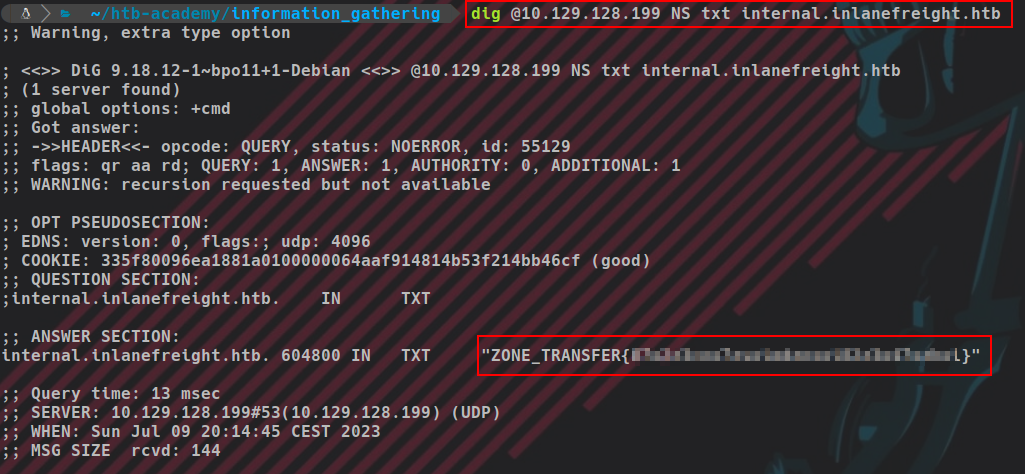 ~/htb-academy/information_gathering dig @10.129.128.199 NS txt internal.inlanefreight.htb
;; Warning, extra type option
; <<>> DiG 9.18.12-1~bpo11+1-Debian <<>> @10.129.128.199 NS txt internal.inlanefreight.htb
; (1 server found)
;; global options: +cmd
;; Got answer:
;; ->>HEADER<<- opcode: QUERY, status: NOERROR, id: 55129
;; flags: qr aa rd; QUERY: 1, ANSWER: 1, AUTHORITY: 0, ADDITIONAL: 1
;; WARNING: recursion requested but not available
;; OPT PSEUDOSECTION:
; EDNS: version: 0, flags:; udp: 4096
; COOKIE: 335f80096ea1881a0100000064aaf914814b53f214bb46cf (good)
;; QUESTION SECTION:
;internal.inlanefreight.htb. IN TXT
;; ANSWER SECTION:
internal.inlanefreight.htb. 604800 IN TXT "ZONE_TRANSFER{}"
;; Query time: 13 msec
;; SERVER: 10.129.128.199#53(10.129.128.199) (UDP)
;; WHEN: Sun Jul 09 20:14:45 CEST 2023
;; MSG SIZE rcvd: 144